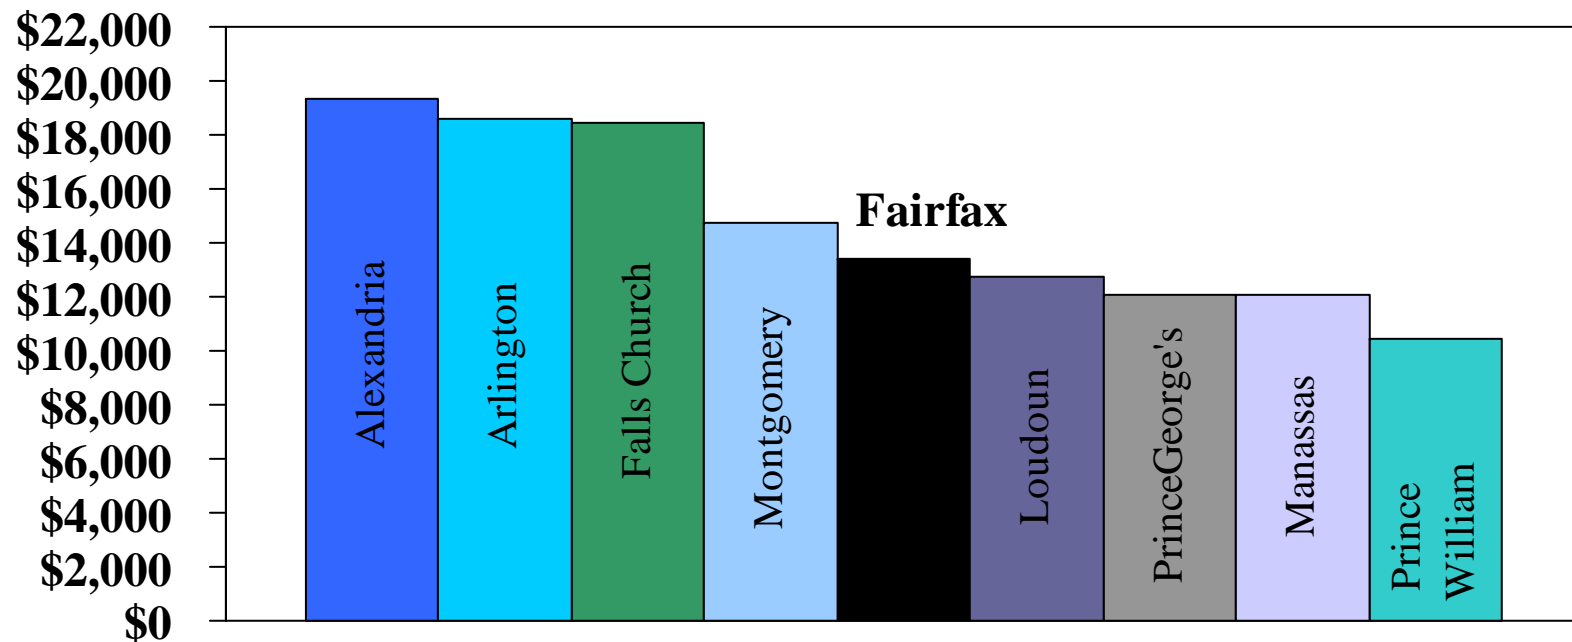 $22,000
$20,000
$18,000
$16,000
$14,000
$12,000
$10,000
$8,000
$6,000
$4,000
$2,000
$0
Alexandria
Arlington
Falls Church
Montgomery
Fairfax
Loudoun
PrinceGeorge's
Manassas
Prince
William